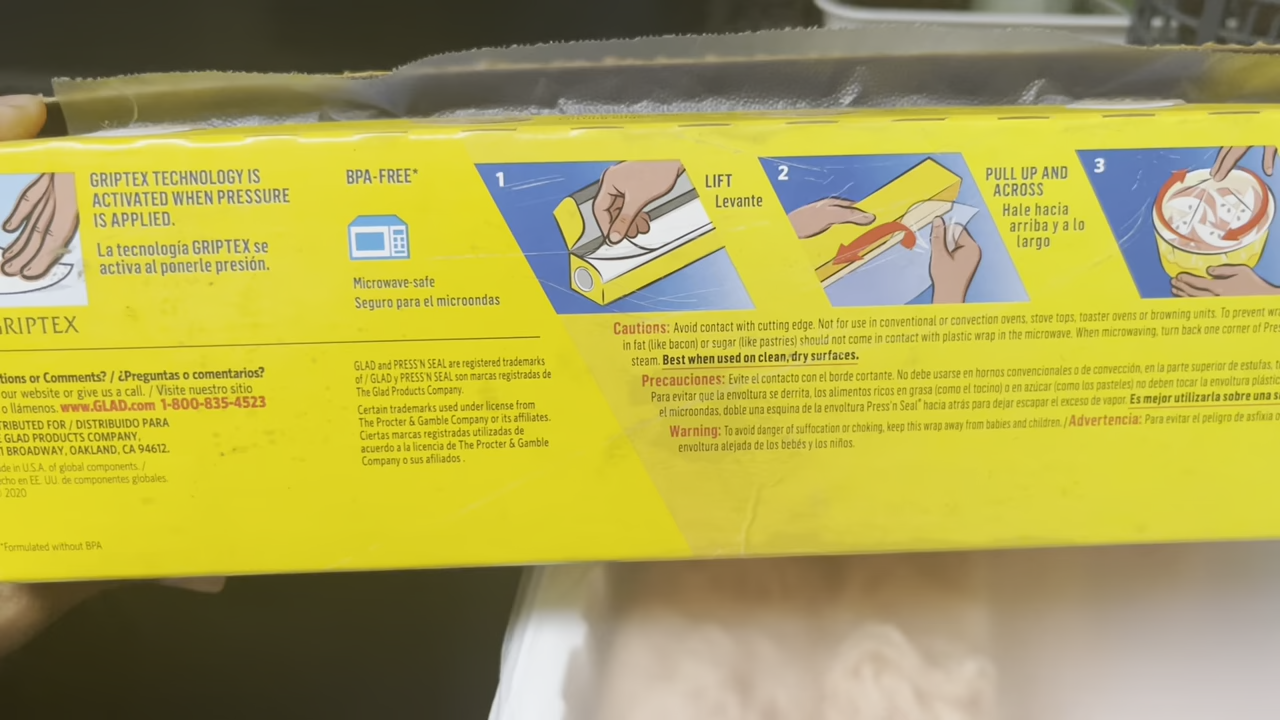 GRIPTEX TECHNOLOGY IS
ACTIVATED WHEN PRESSURE
IS APPLIED.
La tecnología GRIPTEX se
activa al ponerle presión.
GRIPTEX
BPA-FREE*
Microwave-safe
Seguro para el microondas
1
LIFT
Levante
2
PULL UP AND
ACROSS
Hale hacia
arriba y a lo
largo
3
tions or Comments? / ¿Preguntas o comentarios?
our website or give us a call. / Visite nuestro sitio
o llámenos. www.GLAD.com 1-800-835-4523
TRIBUTED FOR / DISTRIBUIDO PARA
E GLAD PRODUCTS COMPANY,
1 BROADWAY, OAKLAND, CA 94612.
de in U.S.A. of global components. /
cho en EE. UU. de componentes globales.
2020
*Formulated without BPA
GLAD and PRESS'N SEAL are registered trademarks
of / GLAD y PRESS'N SEAL son marcas registradas de
The Glad Products Company.
Certain trademarks used under license from
The Procter & Gamble Company or its affiliates.
Ciertas marcas registradas utilizadas de
acuerdo a la licencia de The Procter & Gamble
Company o sus afiliados .
Cautions: Avoid contact with cutting edge. Not for use in conventional or convection ovens, stove tops, toaster ovens or browning units. To prevent wr
in fat (like bacon) or sugar (like pastries) should not come in contact with plastic wrap in the microwave. When microwaving, turn back one corner of Pres
steam. Best when used on clean, dry surfaces.
Precauciones: Evite el contacto con el borde cortante. No debe usarse en hornos convencionales o de convección, en la parte superior de estufas, t
Para evitar que la envoltura se derrita, los alimentos ricos en grasa (como el tocino) o en azúcar (como los pasteles) no deben tocar la envoltura plástic
el microondas, doble una esquina de la envoltura Press'n Seal® hacia atrás para dejar escapar el exceso de vapor. Es mejor utilizarla sobre una s
Warning: To avoid danger of suffocation or choking, keep this wrap away from babies and children. / Advertencia: Para evitar el peligro de asfixia o
envoltura alejada de los bebés y los niños.